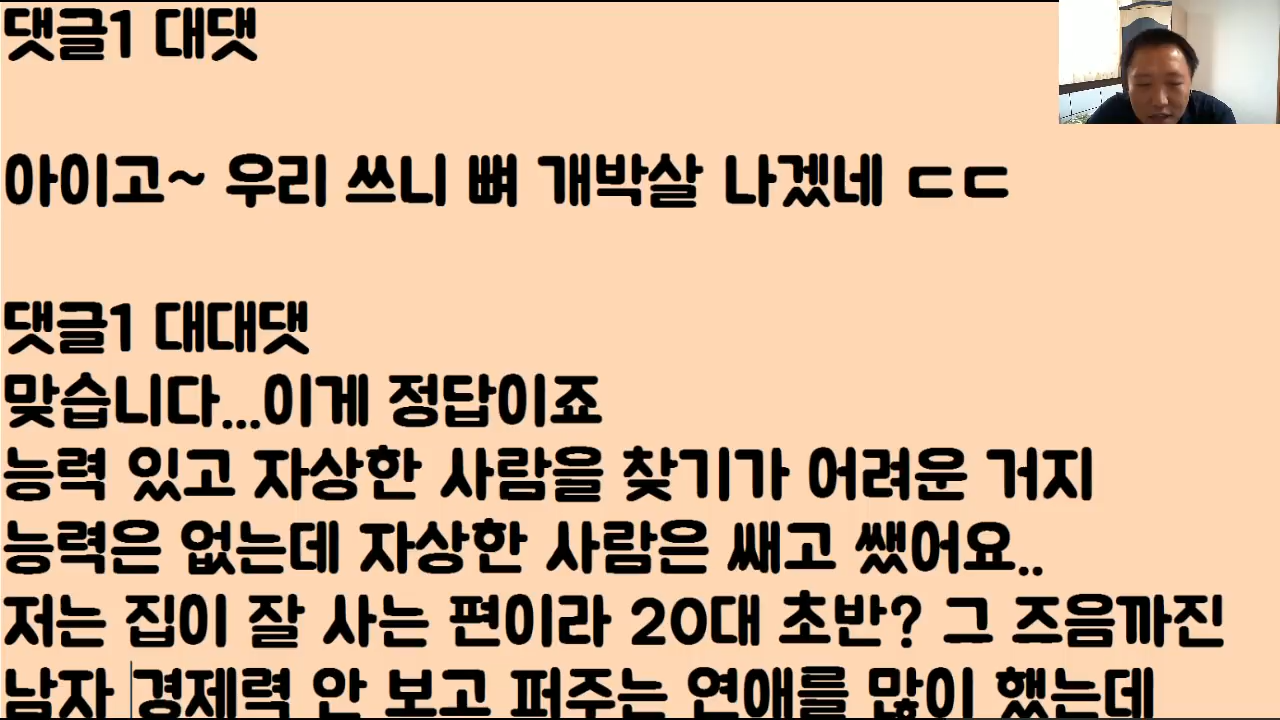 댓글1 대댓
아이고~ 우리 쓰니 뼈 개박살 나겠네 ㄷㄷ
댓글1 대대댓
맞습니다...이게 정답이죠
능력 있고 자상한 사람을 찾기가 어려운 거지
능력은 없는데 자상한 사람은 쌔고 쌨어요..
저는 집이 잘 사는 편이라 20대 초반? 그 즈음까진
남자 경제력 안 보고 퍼주는 연애를 많이 했는데